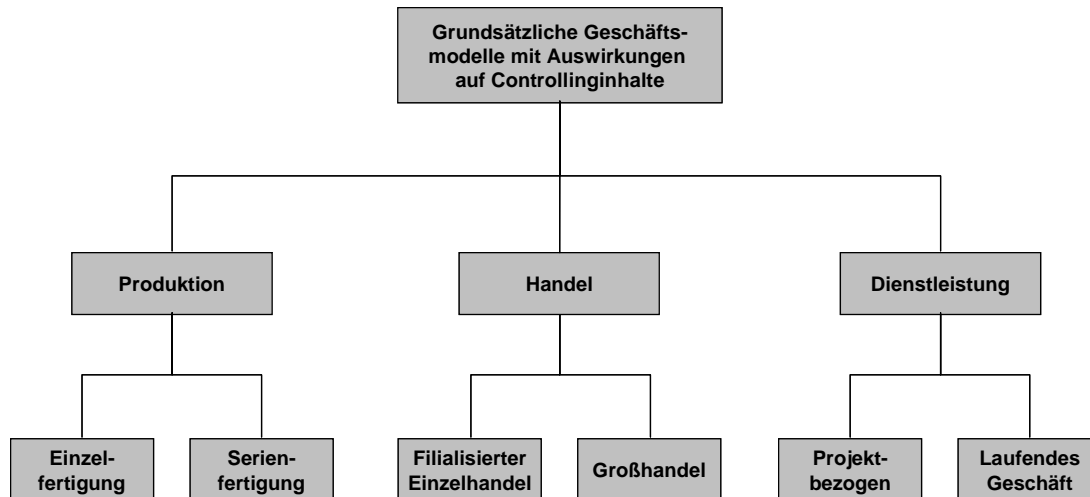 Grundsätzliche Geschäfts-
modelle mit Auswirkungen
auf Controllinginhalte
Produktion
Handel
Dienstleistung
Einzel-
fertigung
Serien-
fertigung
Filialisierter
Einzelhandel
Großhandel
Projekt-
bezogen
Laufendes
Geschäft